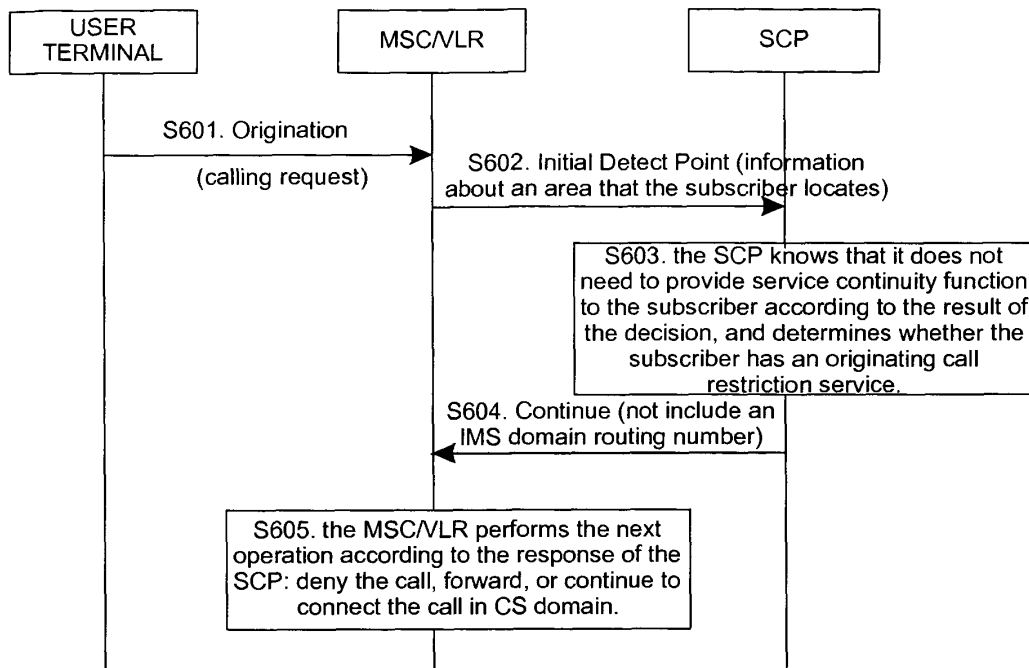 USER
TERMINAL
MSC/VLR
SCP
S601. Origination
(calling request)
S602. Initial Detect Point (information
about an area that the subscriber locates)
S603. the SCP knows that it does not
need to provide service continuity function
to the subscriber according to the result of
the decision, and determines whether the
subscriber has an originating call
restriction service.
S604. Continue (not include an
IMS domain routing number)
S605. the MSC/VLR performs the next
operation according to the response of the
SCP: deny the call, forward, or continue to
connect the call in CS domain.